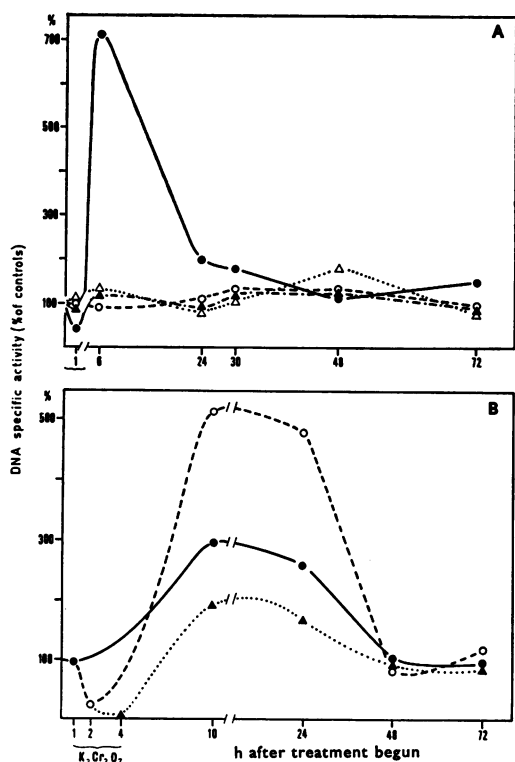 %
A
700
500
300
100
1 6 24 30 48 72
DNA specific activity (% of controls)
%
B
500
300
100
1 2 4 10 24 48 72
K2Cr2O7
h after treatment begun